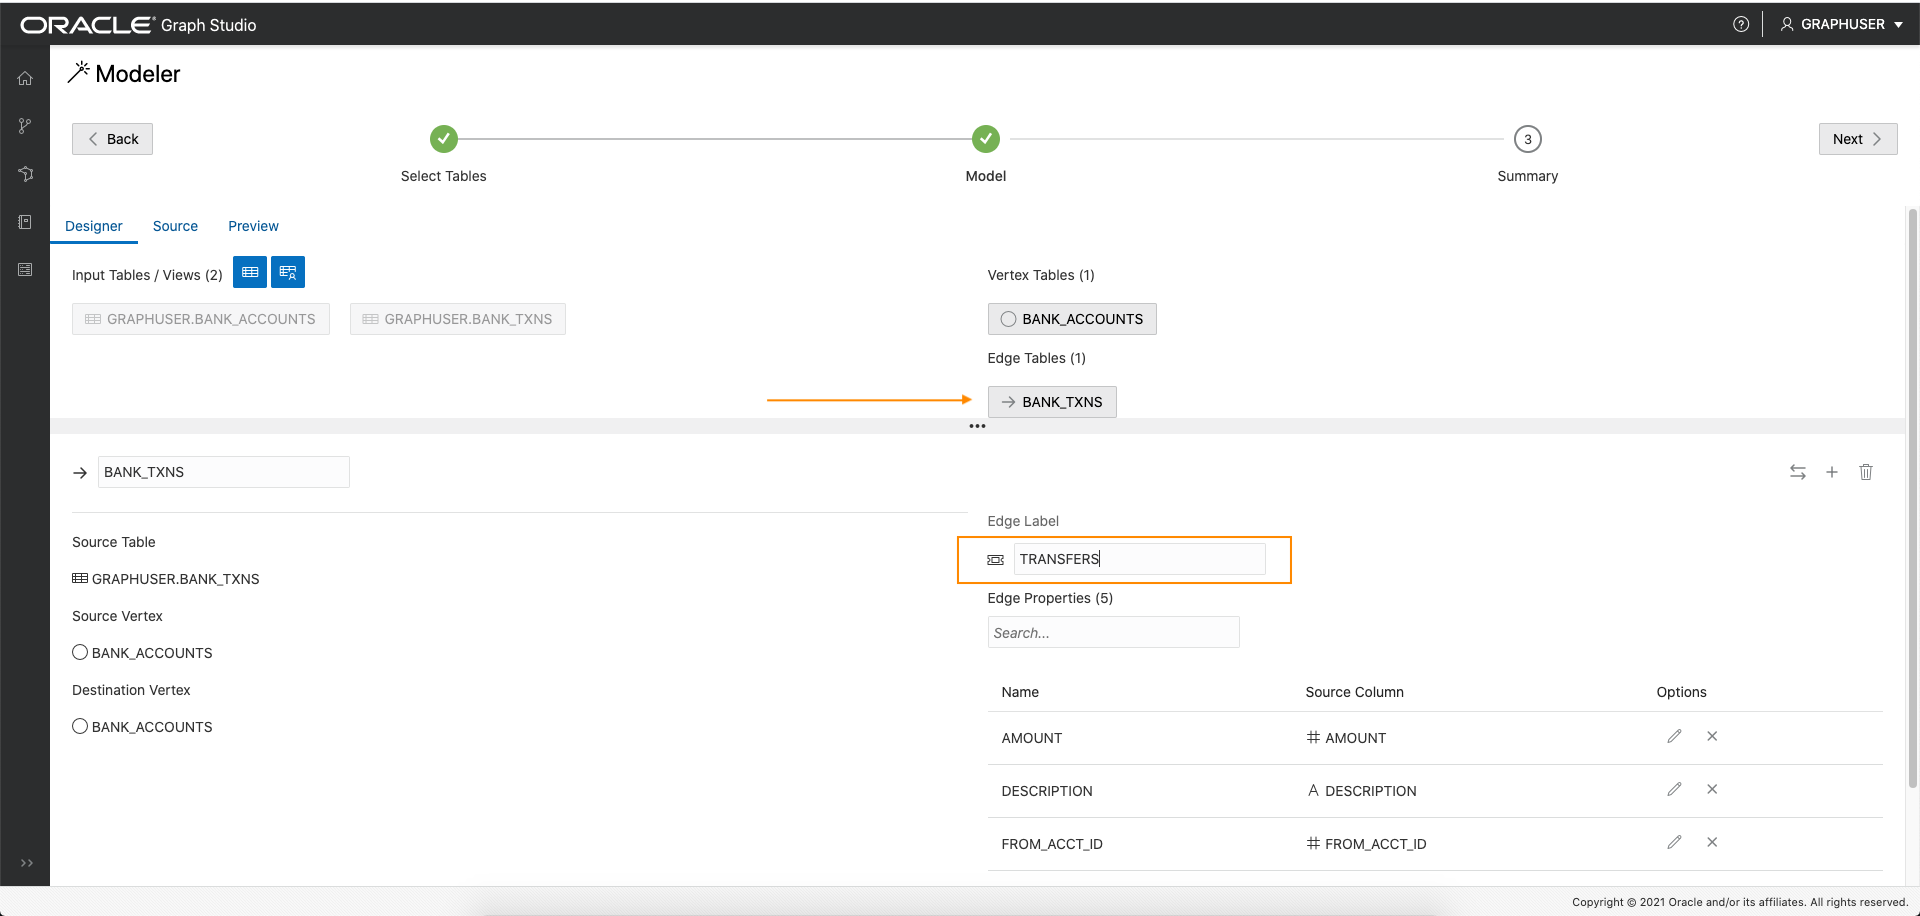 ORACLE Graph Studio
GRAPHUSER
Modeler
Back
3
Next
Select Tables
Model
Summary
Designer
Source
Preview
Input Tables / Views (2)
GRAPHUSER.BANK_ACCOUNTS
GRAPHUSER.BANK_TXNS
Vertex Tables (1)
BANK_ACCOUNTS
Edge Tables (1)
BANK_TXNS
BANK_TXNS
Source Table
GRAPHUSER.BANK_TXNS
Source Vertex
BANK_ACCOUNTS
Destination Vertex
BANK_ACCOUNTS
Edge Label
TRANSFERS
Edge Properties (5)
Search...
Name Source Column Options
AMOUNT # AMOUNT
DESCRIPTION A DESCRIPTION
FROM_ACCT_ID # FROM_ACCT_ID
Copyright © 2021 Oracle and/or its affiliates. All rights reserved.